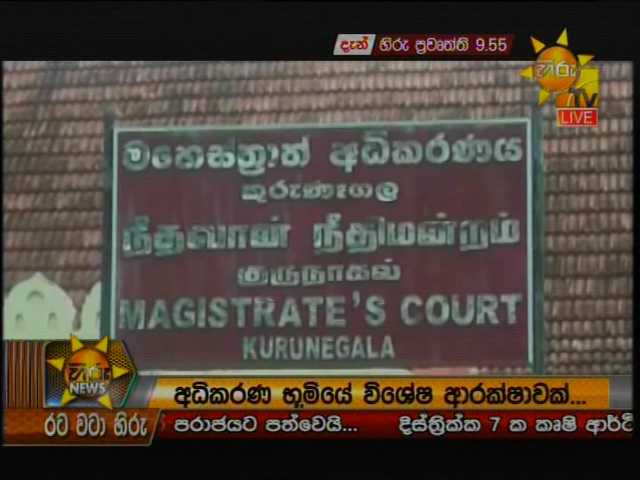 දැන් හිරු ප්‍රවෘත්ති 9.55
හිරු
tv
LIVE
මහෙස්ත්‍රාත් අධිකරණය
කුරුණෑගල
நீதவான் நீதிமன்றம்
குருநாகல்
MAGISTRATE'S COURT
KURUNEGALA
හිරු
NEWS
අධිකරණ භූමියේ විශේෂ ආරක්ෂාවක්...
රට වටා හිරු
පරාජයට පත්වෙයි... දිස්ත්‍රික්ක 7 ක කෘෂි